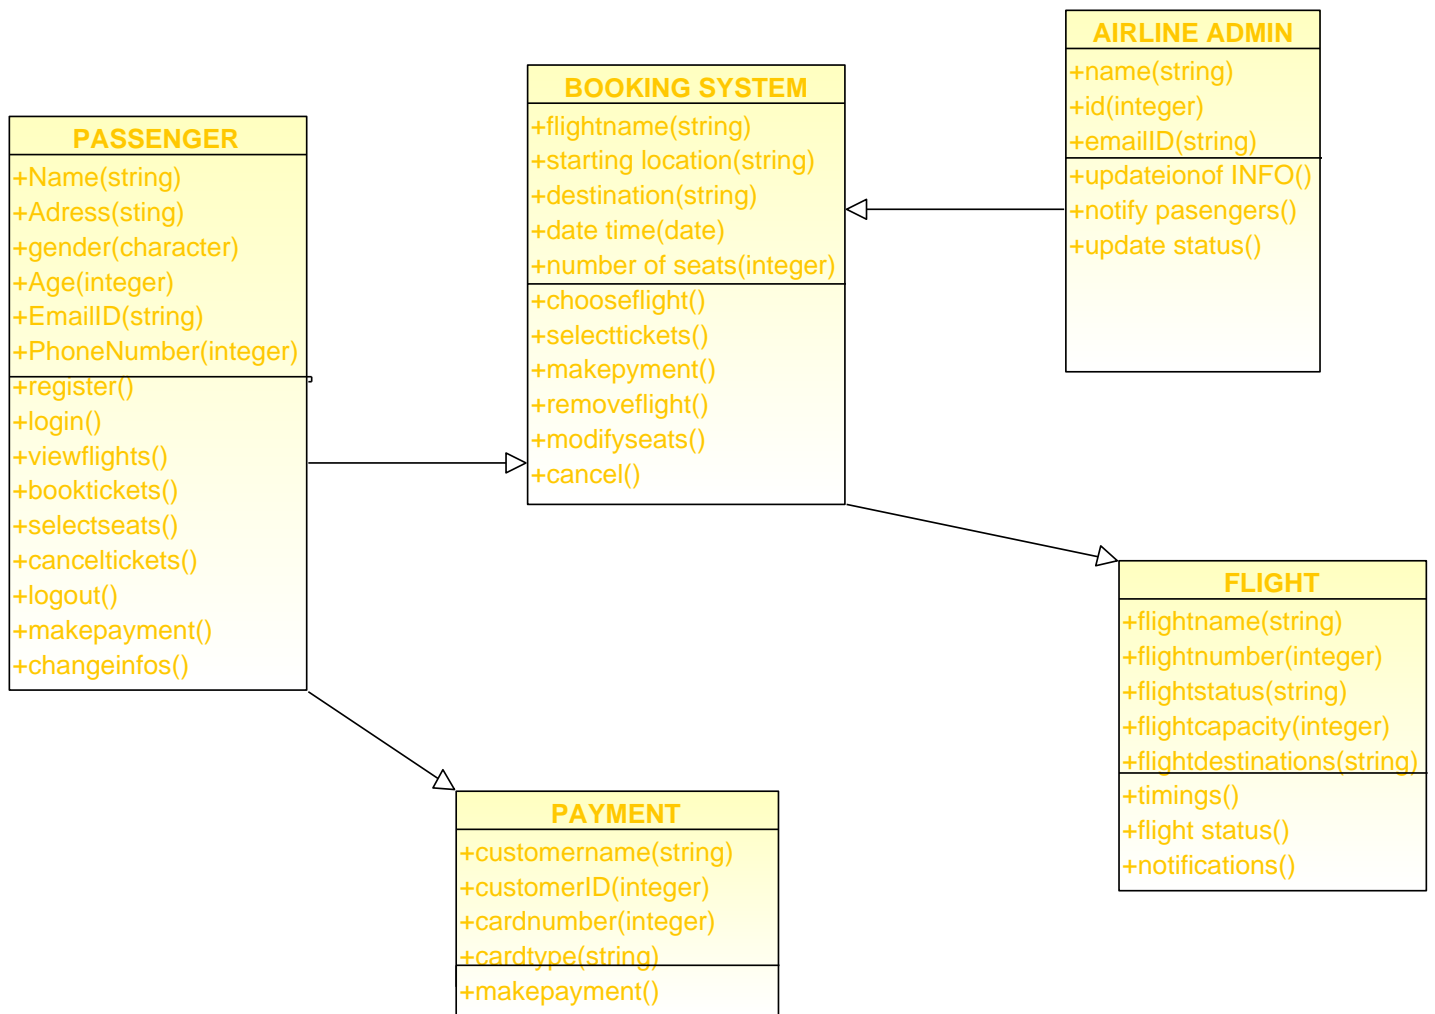 PASSENGER
+Name(string)
+Adress(sting)
+gender(character)
+Age(integer)
+EmailID(string)
+PhoneNumber(integer)
+register()
+login()
+viewflights()
+booktickets()
+selectseats()
+canceltickets()
+logout()
+makepayment()
+changeinfos()
BOOKING SYSTEM
+flightname(string)
+starting location(string)
+destination(string)
+date time(date)
+number of seats(integer)
+chooseflight()
+selecttickets()
+makepyment()
+removeflight()
+modifyseats()
+cancel()
AIRLINE ADMIN
+name(string)
+id(integer)
+emailID(string)
+updateionof INFO()
+notify pasengers()
+update status()
FLIGHT
+flightname(string)
+flightnumber(integer)
+flightstatus(string)
+flightcapacity(integer)
+flightdestinations(string)
+timings()
+flight status()
+notifications()
PAYMENT
+customername(string)
+customerID(integer)
+cardnumber(integer)
+cardtype(string)
+makepayment()